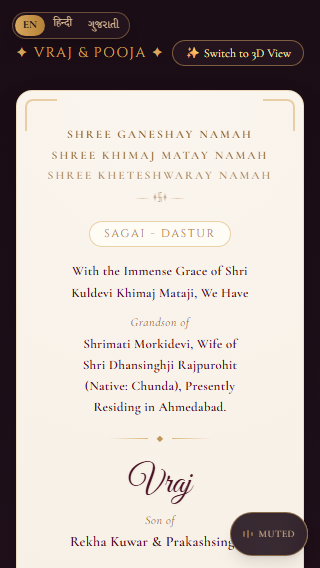 EN हिन्दी ગુજરાતી
✦ VRAJ & POOJA ✦
✨ Switch to 3D View
SHREE GANESHAY NAMAH
SHREE KHIMAJ MATAY NAMAH
SHREE KHETESHWARAY NAMAH
SAGAI - DASTUR
With the Immense Grace of Shri
Kuldevi Khimaj Mataji, We Have
Grandson of
Shrimati Morkidevi, Wife of
Shri Dhansinghji Rajpurohit
(Native: Chunda), Presently
Residing in Ahmedabad.
Vraj
Son of
Rekha Kuwar &
MUTED